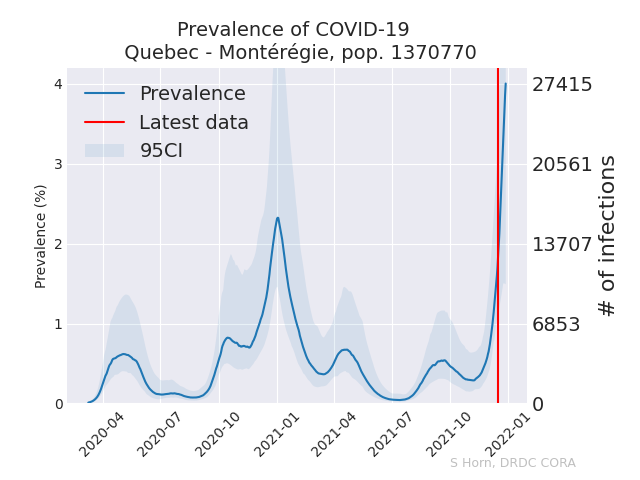 Prevalence of COVID-19
Quebec - Montérégie, pop. 1370770
Prevalence
Latest data
95CI
Prevalence (%)
4
3
2
1
0
27415
20561
13707
6853
0
# of infections
2020-04
2020-07
2020-10
2021-01
2021-04
2021-07
2021-10
2022-01
S Horn, DRDC CORA